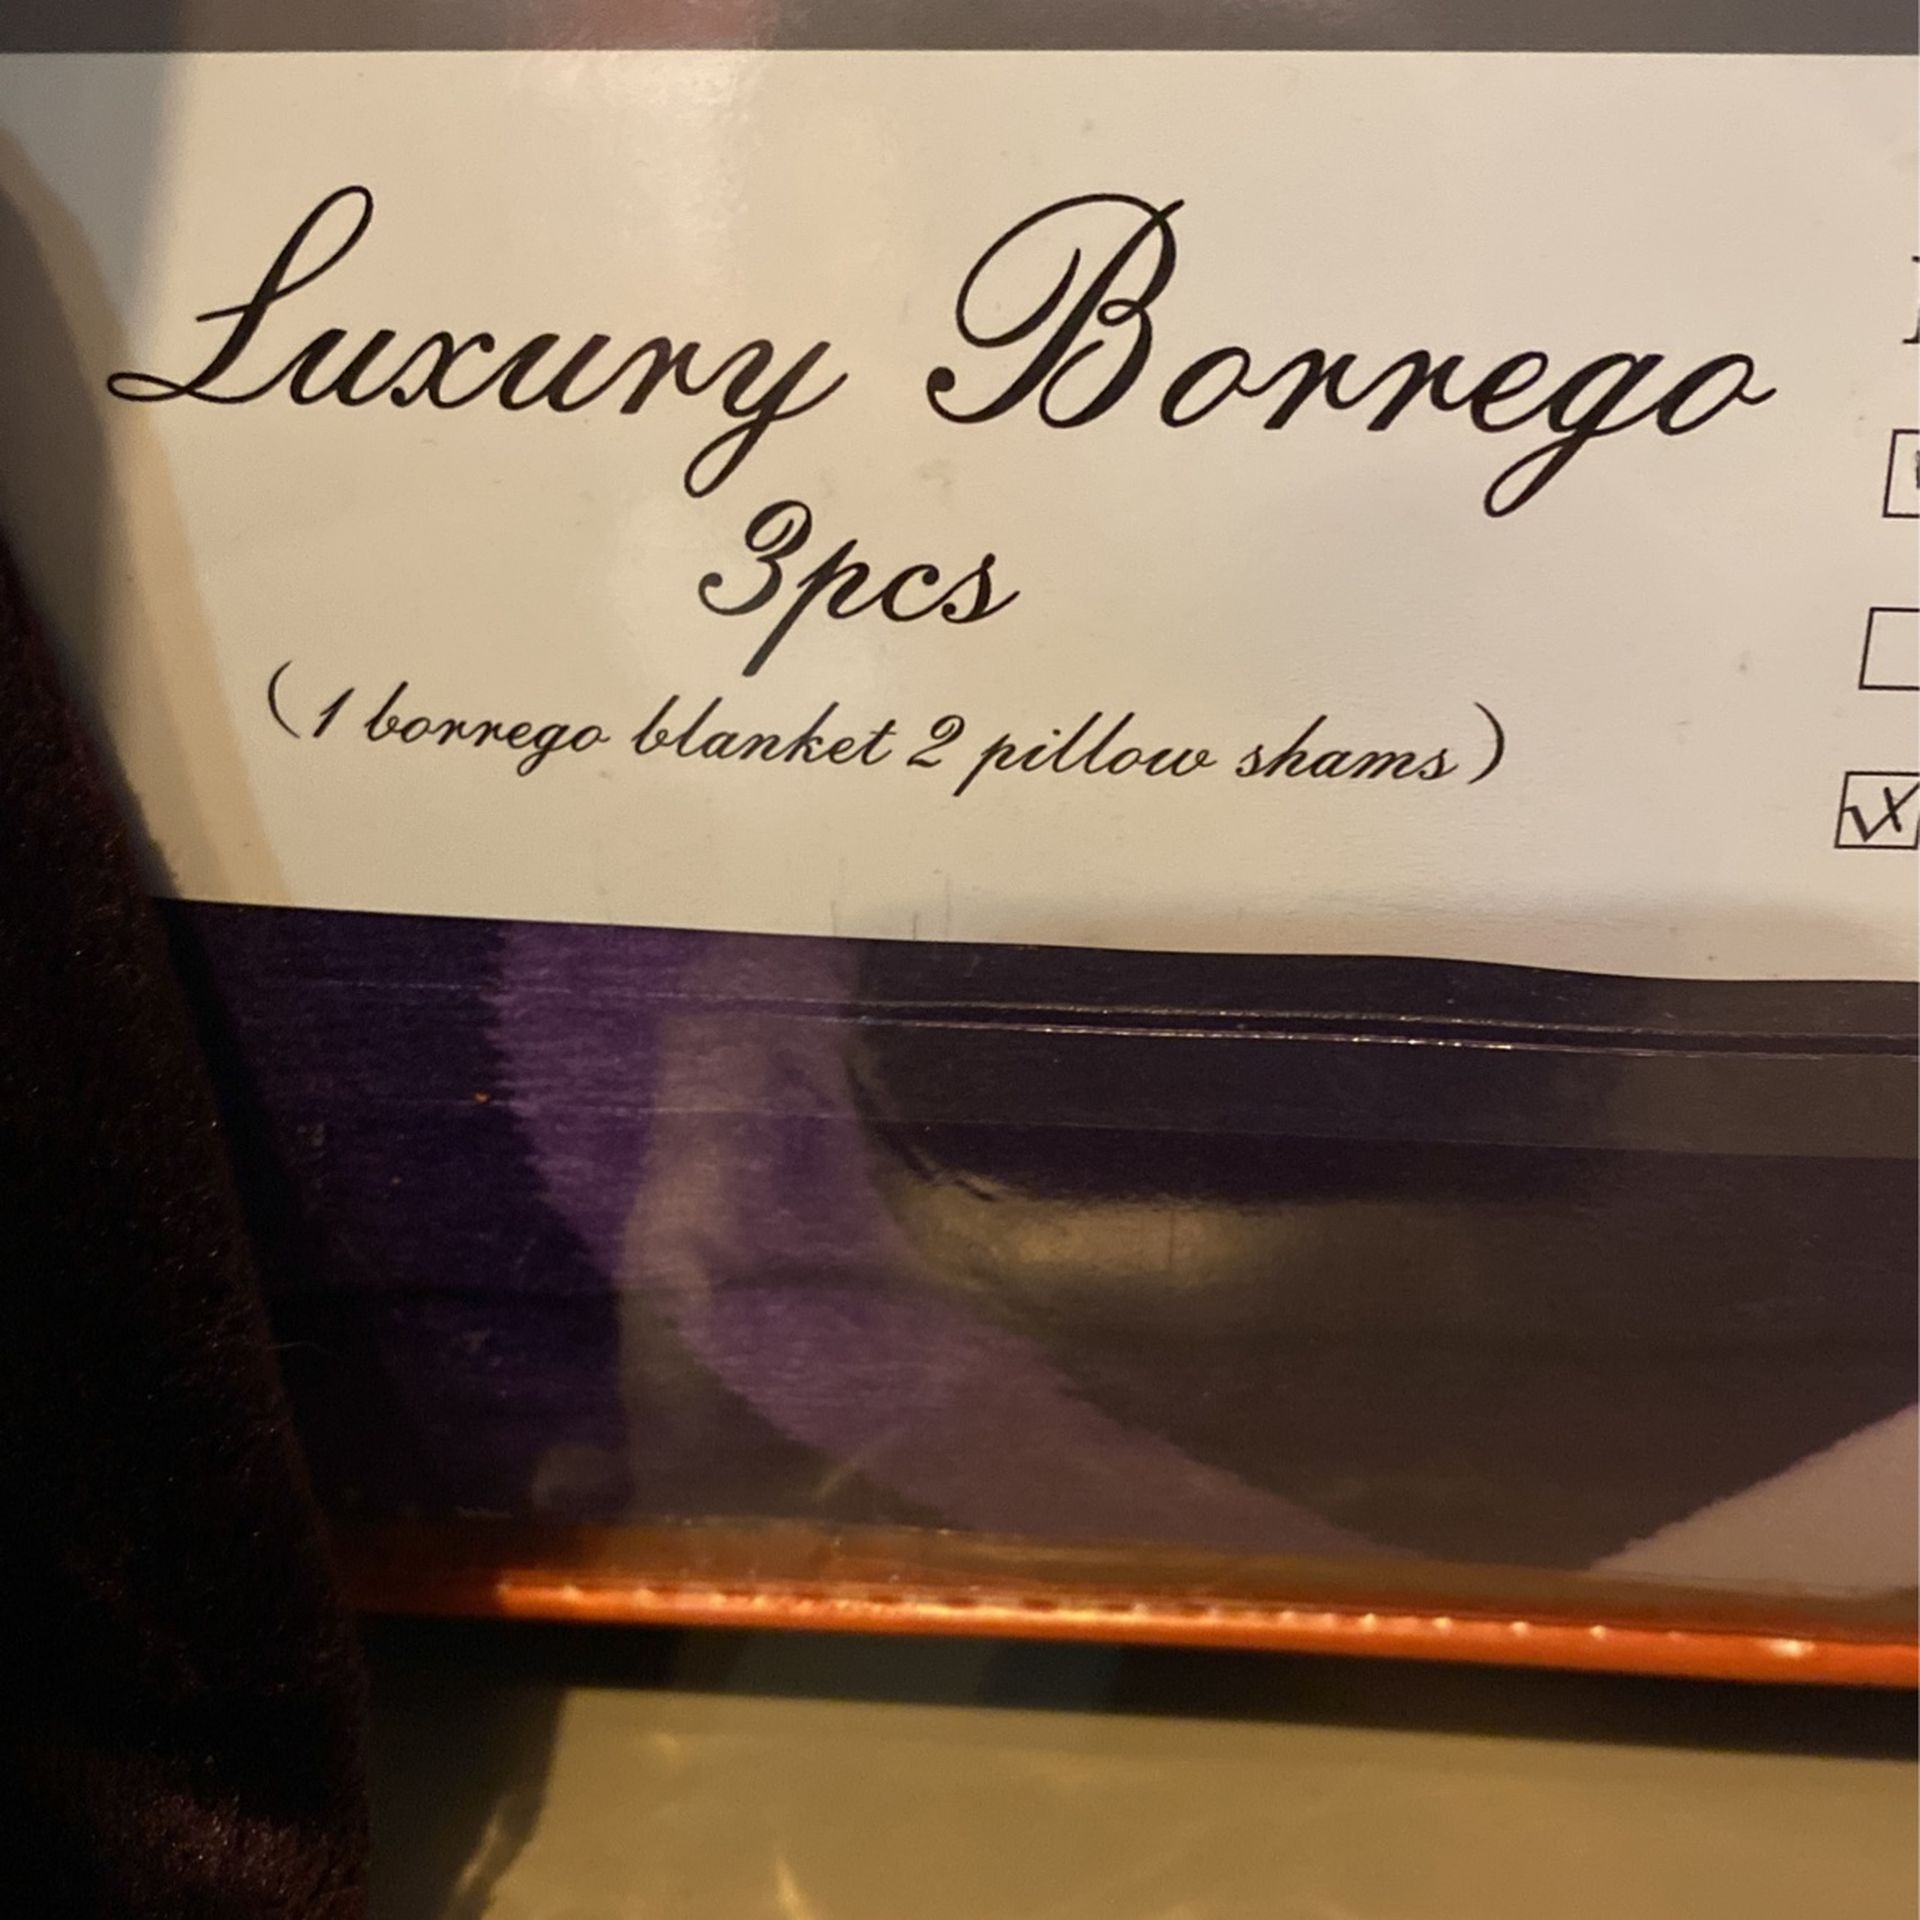 Luxury Borrego
3pcs
(1 borrego blanket 2 pillow shams)